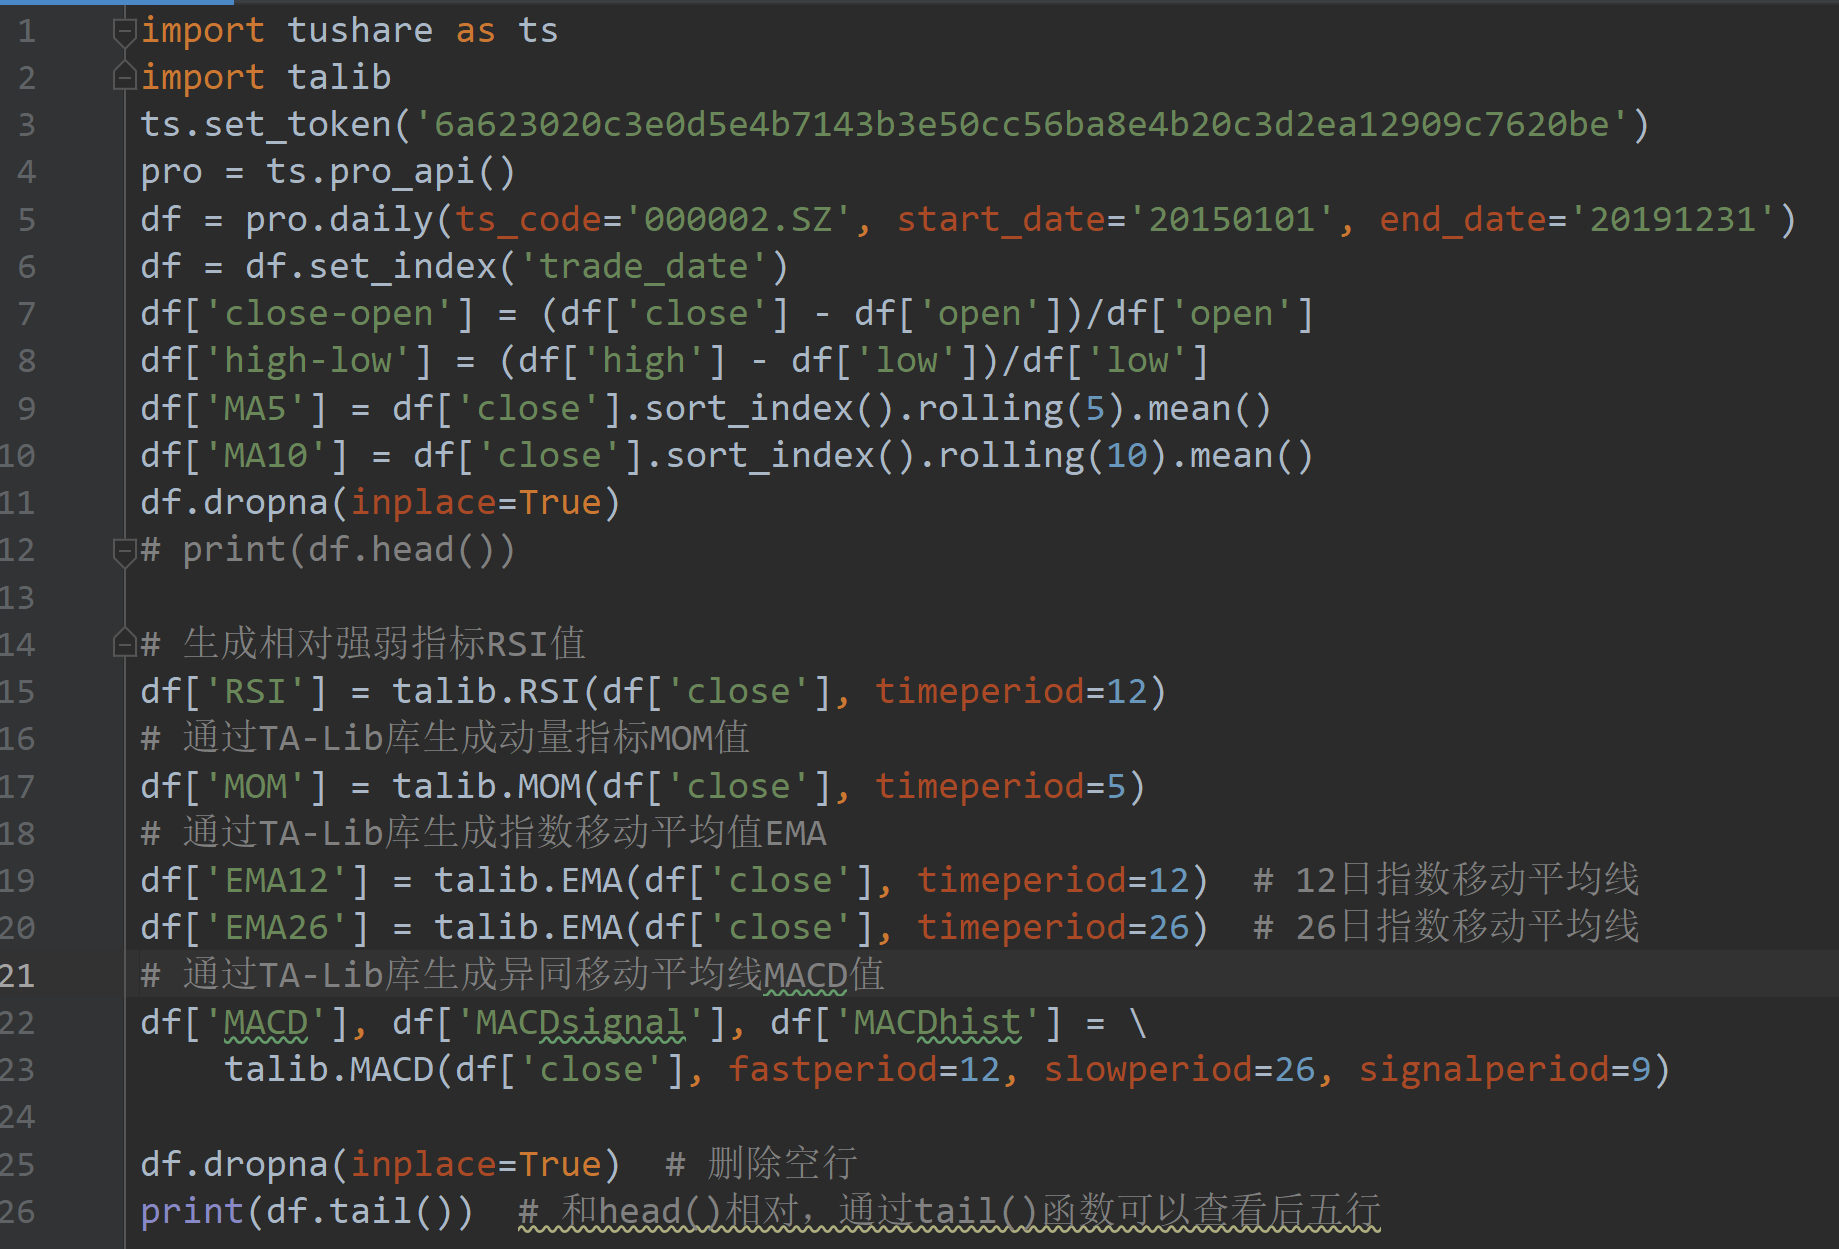 1 import tushare as ts
2 import talib
3 ts.set_token('6a623020c3e0d5e4b7143b3e50cc56ba8e4b20c3d2ea12909c7620be')
4 pro = ts.pro_api()
5 df = pro.daily(ts_code='000002.SZ', start_date='20150101', end_date='20191231')
6 df = df.set_index('trade_date')
7 df['close-open'] = (df['close'] - df['open'])/df['open']
8 df['high-low'] = (df['high'] - df['low'])/df['low']
9 df['MA5'] = df['close'].sort_index().rolling(5).mean()
10 df['MA10'] = df['close'].sort_index().rolling(10).mean()
11 df.dropna(inplace=True)
12 # print(df.head())
13
14 # 生成相对强弱指标RSI值
15 df['RSI'] = talib.RSI(df['close'], timeperiod=12)
16 # 通过TA-Lib库生成动量指标MOM值
17 df['MOM'] = talib.MOM(df['close'], timeperiod=5)
18 # 通过TA-Lib库生成指数移动平均值EMA
19 df['EMA12'] = talib.EMA(df['close'], timeperiod=12)  # 12日指数移动平均线
20 df['EMA26'] = talib.EMA(df['close'], timeperiod=26)  # 26日指数移动平均线
21 # 通过TA-Lib库生成异同移动平均线MACD值
22 df['MACD'], df['MACDsignal'], df['MACDhist'] = \
23     talib.MACD(df['close'], fastperiod=12, slowperiod=26, signalperiod=9)
24
25 df.dropna(inplace=True)  # 删除空行
26 print(df.tail())  # 和head()相对，通过tail()函数可以查看后五行